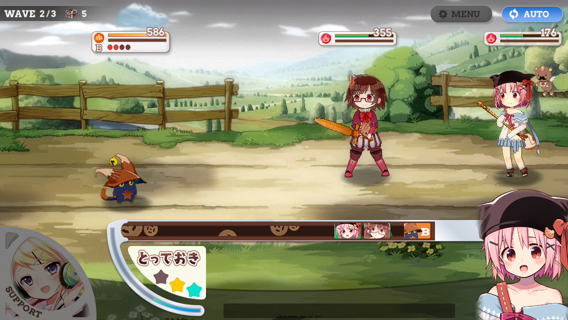 WAVE 2/3 5
MENU
AUTO
586
B
355
176
B
とっておき
SUPPORT